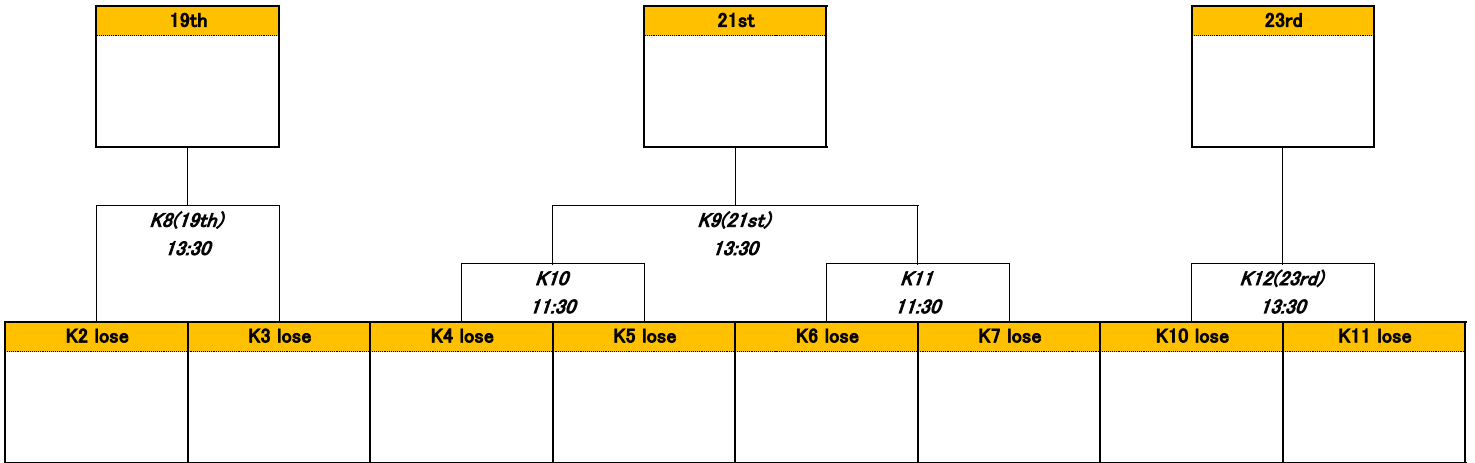 19th
21st
23rd
K8(19th)
13:30
K9(21st)
13:30
K10
11:30
K11
11:30
K12(23rd)
13:30
K2 lose
K3 lose
K4 lose
K5 lose
K6 lose
K7 lose
K10 lose
K11 lose